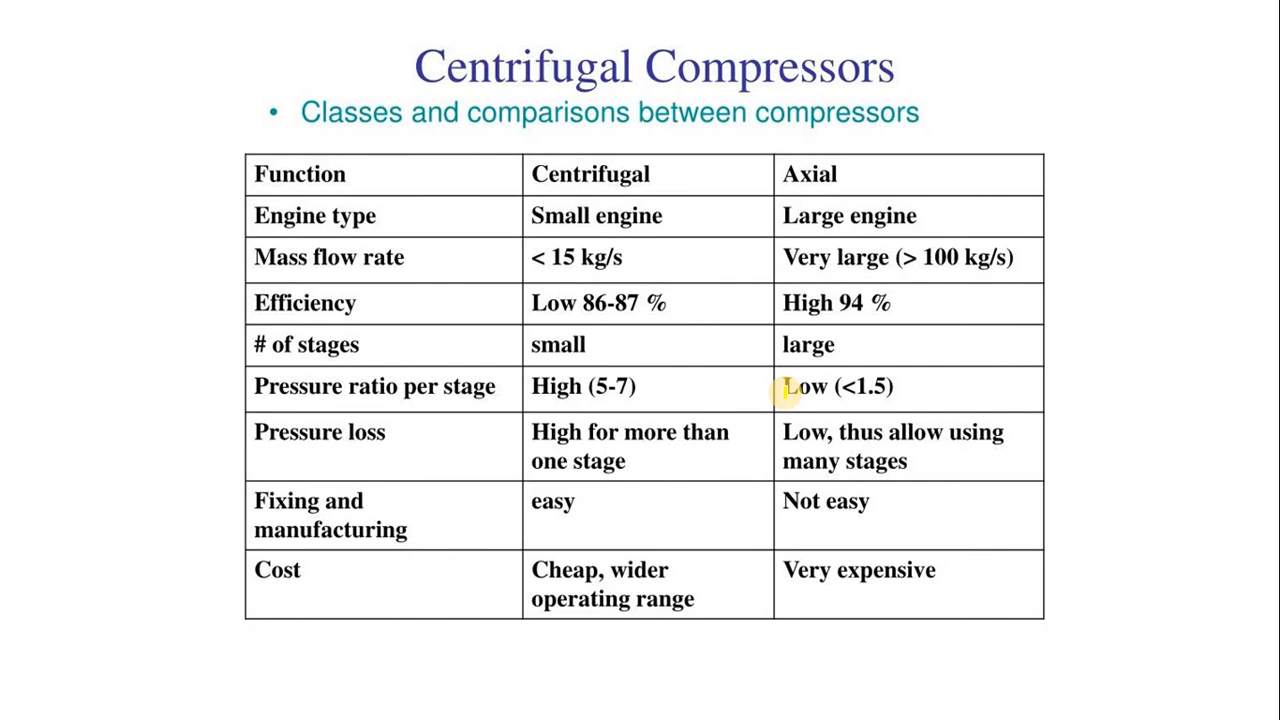 Centrifugal Compressors
• Classes and comparisons between compressors
Function Centrifugal Axial
Engine type Small engine Large engine
Mass flow rate < 15 kg/s Very large (> 100 kg/s)
Efficiency Low 86-87 % High 94 %
# of stages small large
Pressure ratio per stage High (5-7) Low (<1.5)
Pressure loss High for more than Low, thus allow using
one stage many stages
Fixing and easy Not easy
manufacturing
Cost Cheap, wider Very expensive
operating range